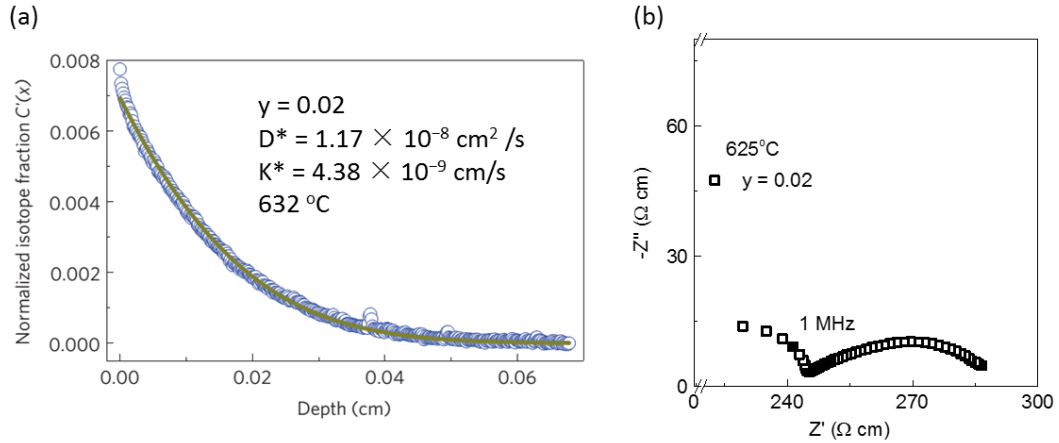 (a)
0.008
0.006
0.004
0.002
0.000
Normalized isotope fraction C'(x)
y = 0.02
D* = 1.17 × 10⁻⁸ cm² /s
K* = 4.38 × 10⁻⁹ cm/s
632 °C
0.00 0.02 0.04 0.06
Depth (cm)
(b)
60
30
0
-Z" (Ω cm)
625°C
y = 0.02
1 MHz
0 240 270 300
Z' (Ω cm)